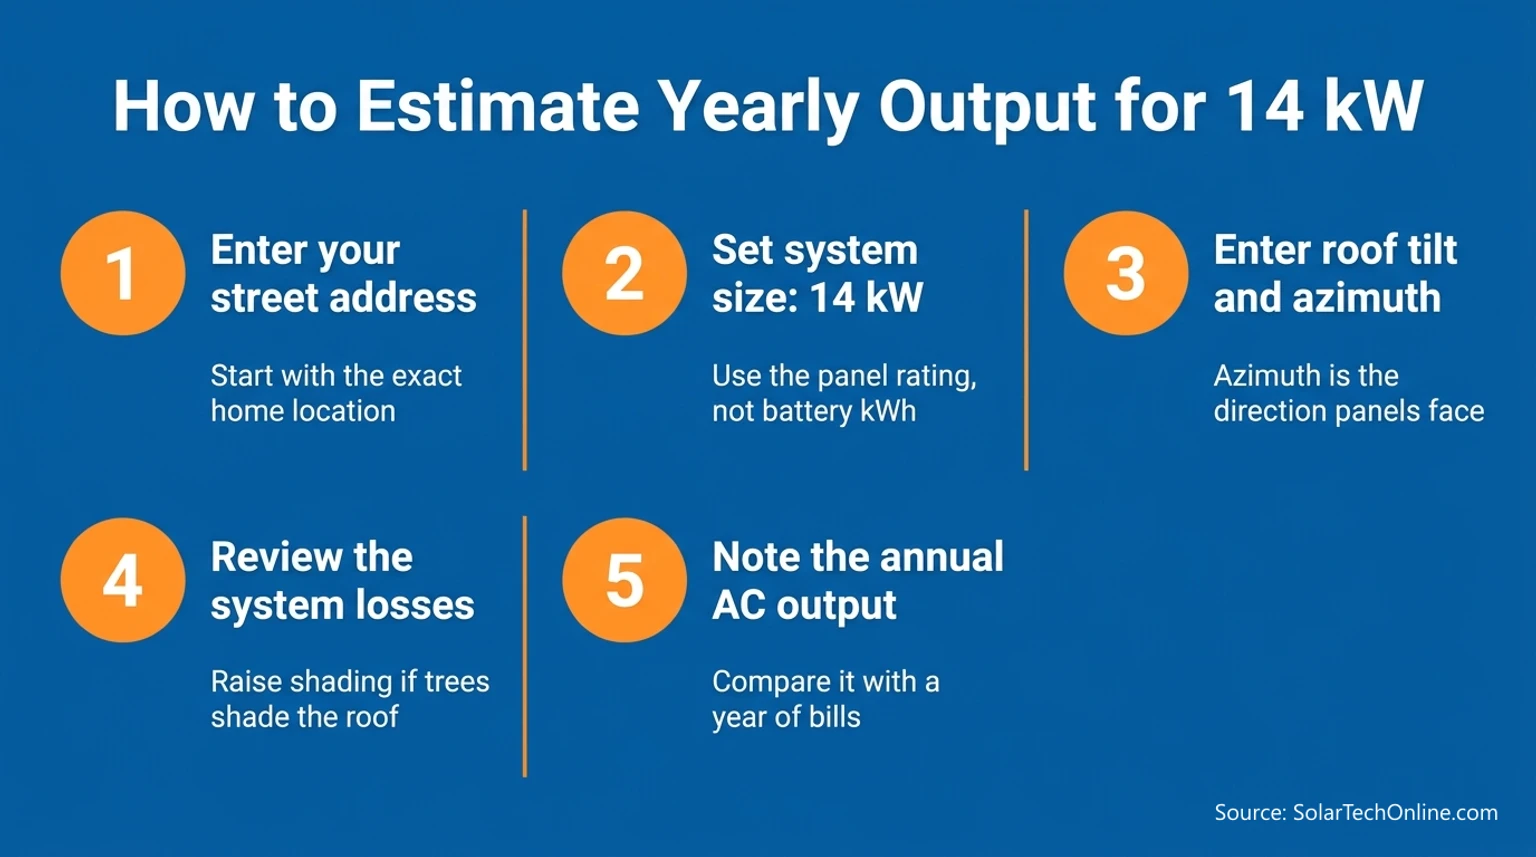 How to Estimate Yearly Output for 14 kW
1
Enter your
street address
Start with the exact
home location
2
Set system
size: 14 kW
Use the panel rating,
not battery kWh
3
Enter roof tilt
and azimuth
Azimuth is the
direction panels face
4
Review the
system losses
Raise shading if trees
shade the roof
5
Note the annual
AC output
Compare it with a
year of bills
Source: SolarTechOnline.com